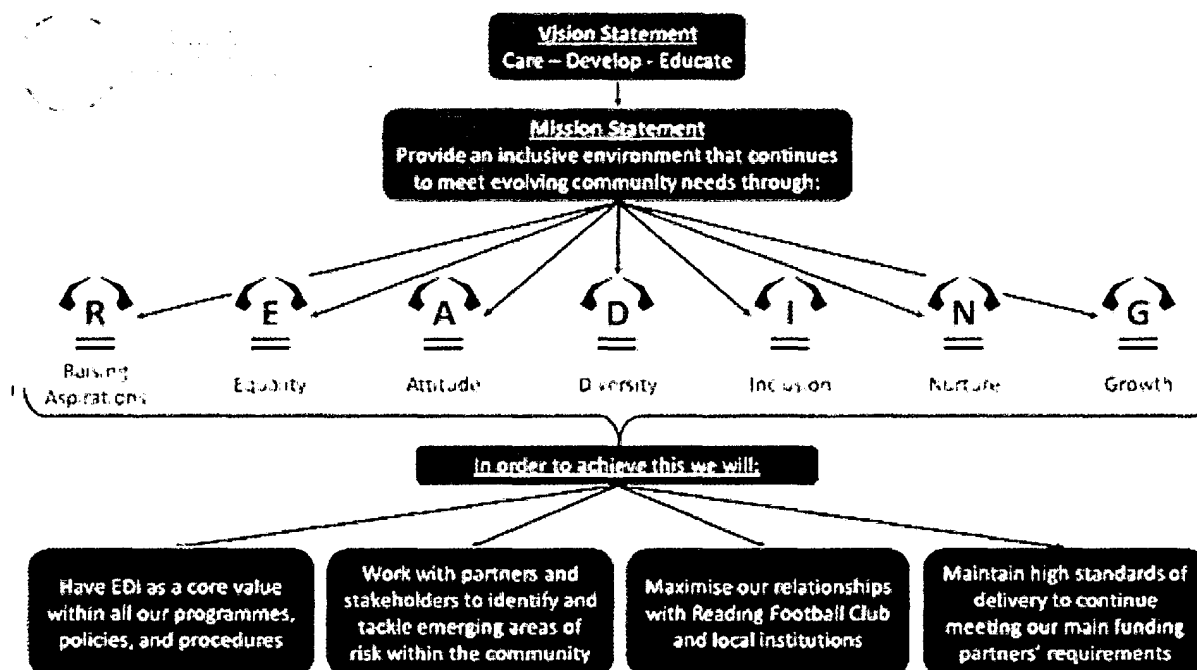 Vision Statement
Care – Develop - Educate
Mission Statement
Provide an inclusive environment that continues
to meet evolving community needs through:
R E A D I N G
Raising
Aspirations
Equality
Attitude
Diversity
Inclusion
Nurture
Growth
In order to achieve this we will:
Have EDI as a core value
within all our programmes,
policies, and procedures
Work with partners and
stakeholders to identify and
tackle emerging areas of
risk within the community
Maximise our relationships
with Reading Football Club
and local institutions
Maintain high standards of
delivery to continue
meeting our main funding
partners' requirements